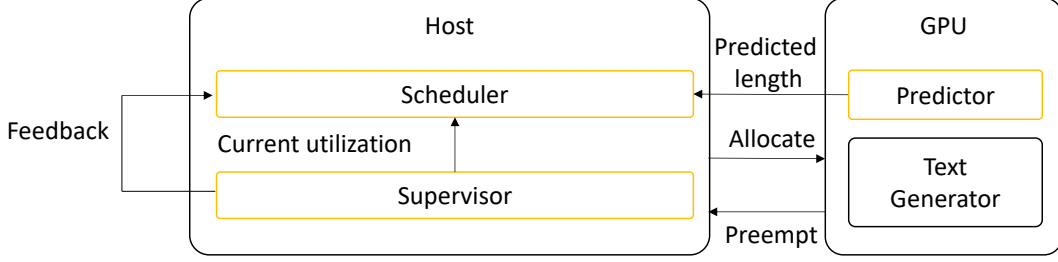 Host
GPU
Predicted
length
Scheduler
Predictor
Feedback
Current utilization
Allocate
Text
Generator
Supervisor
Preempt